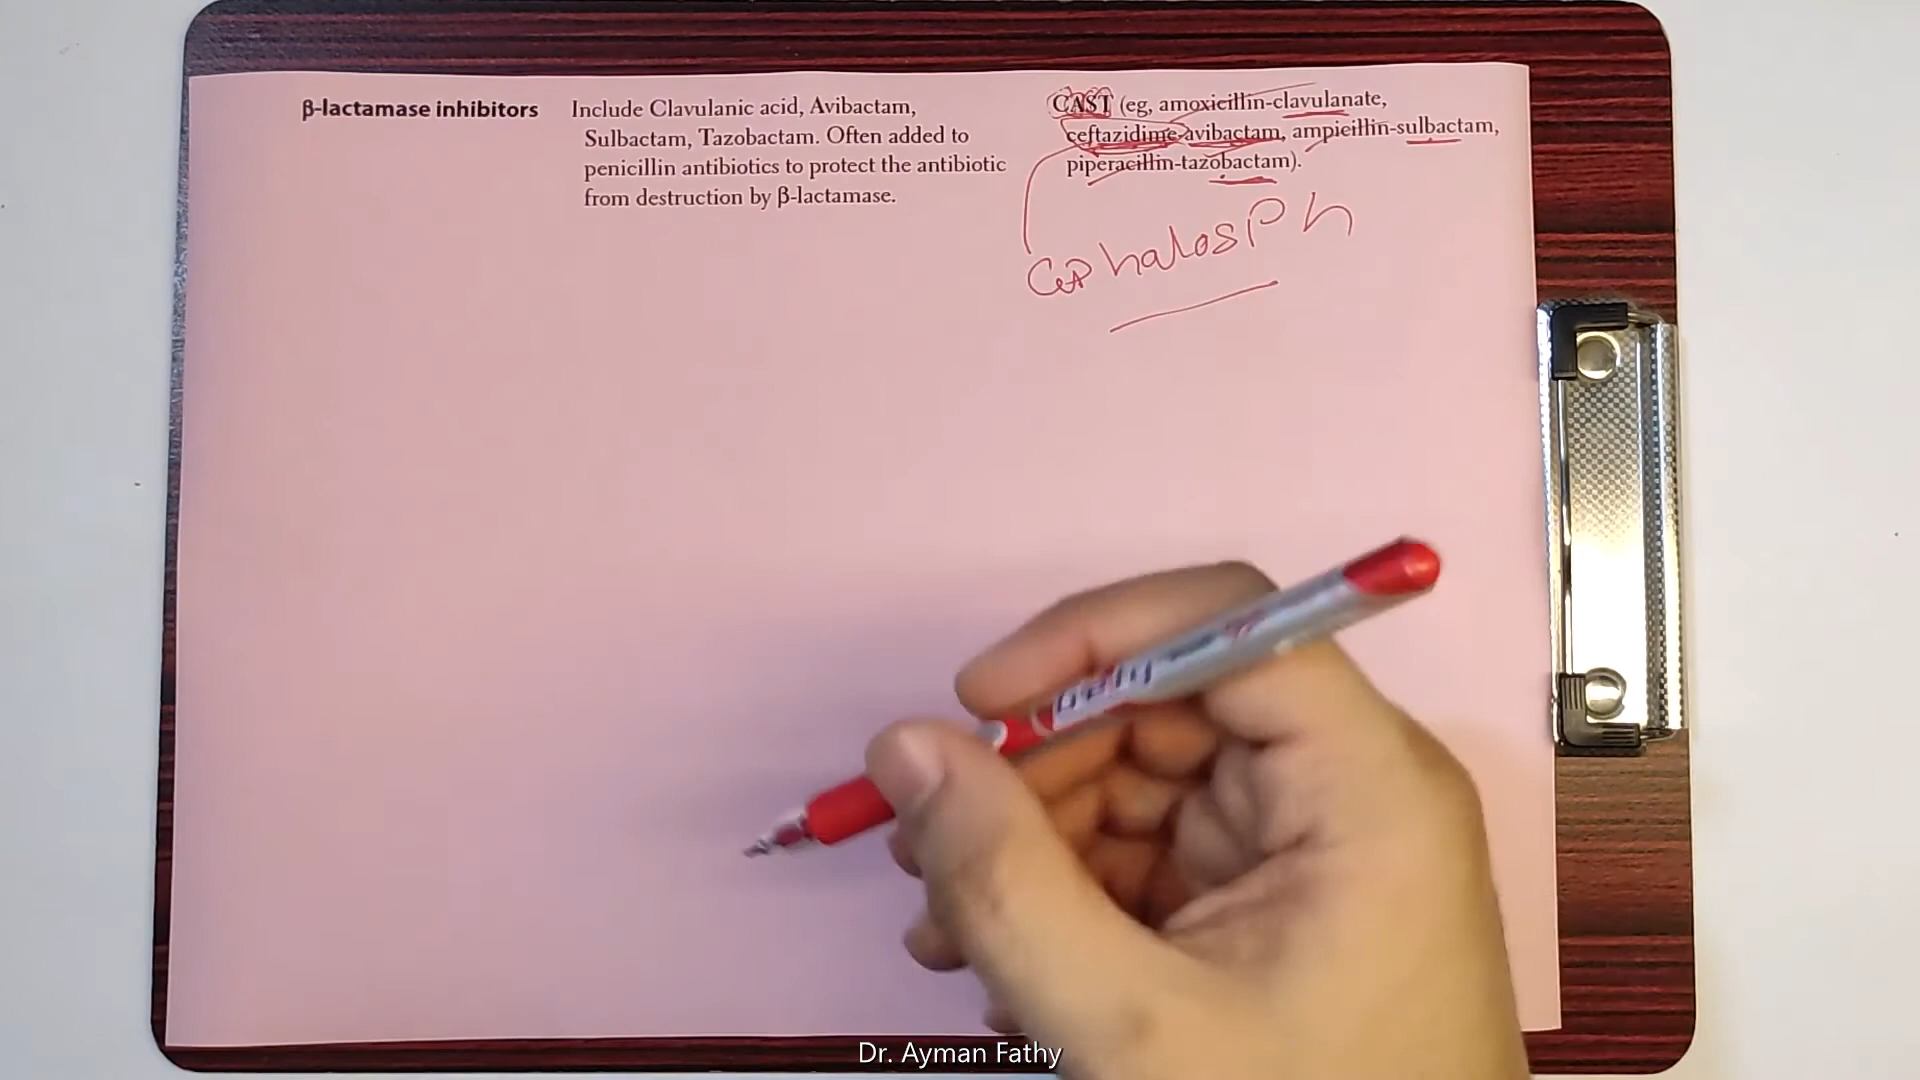 β-lactamase inhibitors
Include Clavulanic acid, Avibactam,
Sulbactam, Tazobactam. Often added to
penicillin antibiotics to protect the antibiotic
from destruction by β-lactamase.
CAST (eg, amoxicillin-clavulanate,
ceftazidime-avibactam, ampicillin-sulbactam,
piperacillin-tazobactam).
CephalosPh
Dr. Ayman Fathy